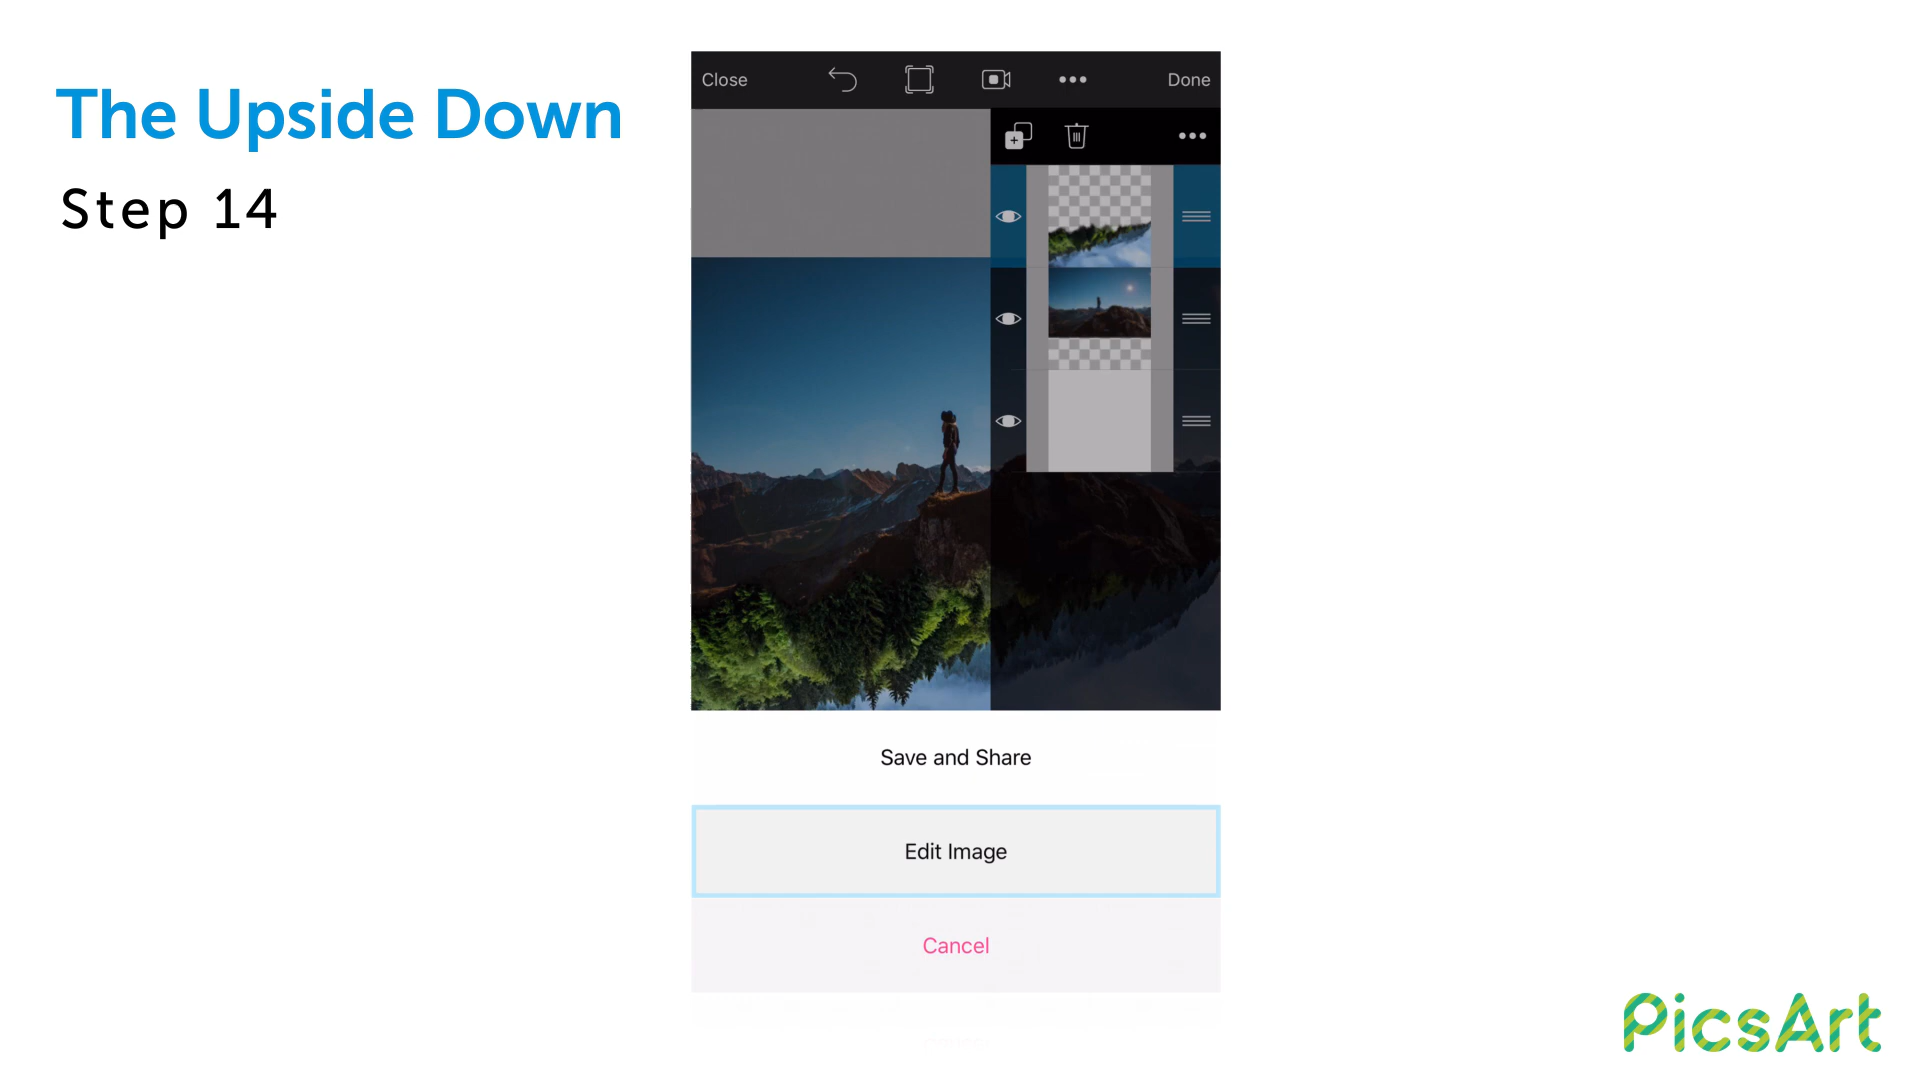 The Upside Down
Step 14
Close
Done
Save and Share
Edit Image
Cancel
PicsArt